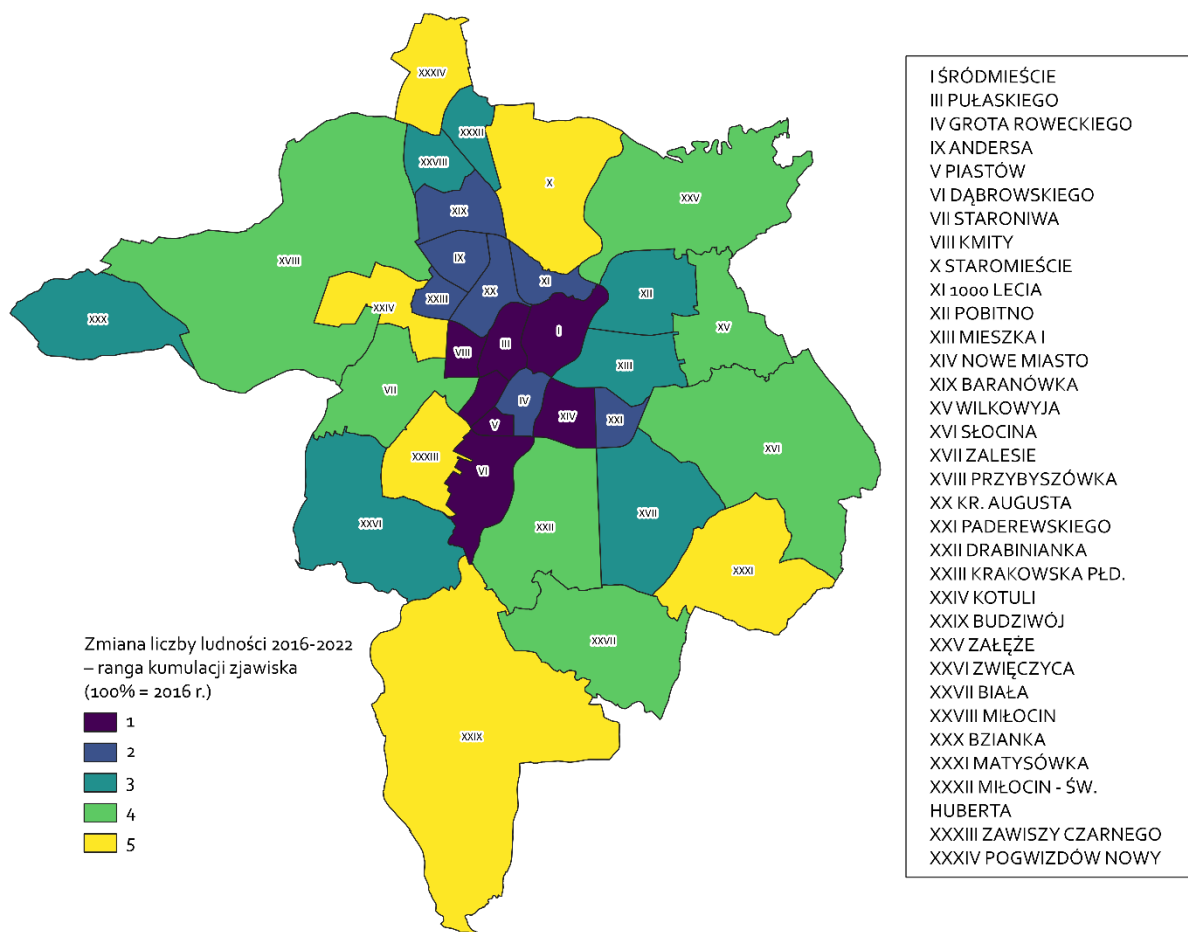 XXXIV
XXXII
XXVIII
X
XXV
XIX
IX
XI
XVIII
XX
XII
XXIII
XXIV
XXX
XV
I
III
VIII
XIII
VII
IV
XIV
XXI
V
XVI
XXXIII
VI
XXVI
XXII
XVII
XXXI
XXVII
XXIX
Zmiana liczby ludności 2016-2022
– ranga kumulacji zjawiska
(100% = 2016 r.)
1
2
3
4
5
I ŚRÓDMIEŚCIE
III PUŁASKIEGO
IV GROTA ROWECKIEGO
IX ANDERSA
V PIASTÓW
VI DĄBROWSKIEGO
VII STARONIWA
VIII KMITY
X STAROMIEŚCIE
XI 1000 LECIA
XII POBITNO
XIII MIESZKA I
XIV NOWE MIASTO
XIX BARANÓWKA
XV WILKOWYJA
XVI SŁOCINA
XVII ZALESIE
XVIII PRZYBYSZÓWKA
XX KR. AUGUSTA
XXI PADEREWSKIEGO
XXII DRABINIANKA
XXIII KRAKOWSKA PŁD.
XXIV KOTULI
XXIX BUDZIWÓJ
XXV ZAŁĘŻE
XXVI ZWIĘCZYCA
XXVII BIAŁA
XXVIII MIŁOCIN
XXX BZIANKA
XXXI MATYSÓWKA
XXXII MIŁOCIN - ŚW.
HUBERTA
XXXIII ZAWISZY CZARNEGO
XXXIV POGWIZDÓW NOWY